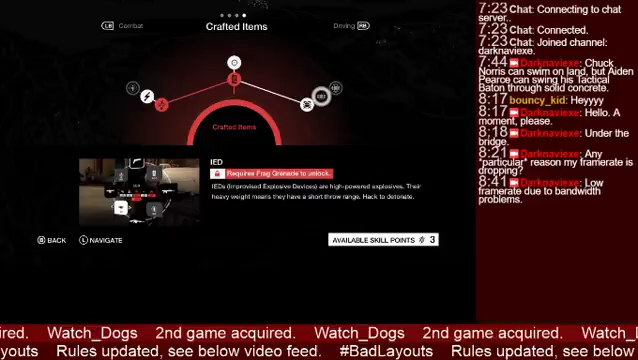 LB Combat
Crafted Items
Driving RB
Crafted Items
IED
Requires Frag Grenade to unlock.
IEDs (Improvised Explosive Devices) are high-powered explosives. Their
heavy weight means they have a short throw range. Hack to detonate.
B BACK
L NAVIGATE
AVAILABLE SKILL POINTS 3
7:23 Chat: Connecting to chat
server..
7:23 Chat: Connected.
7:23 Chat: Joined channel:
darknaviexe.
7:44 Darknaviexe: Chuck
Norris can swim on land, but Aiden
Pearce can swing his Tactical
Baton through solid concrete.
8:17 bouncy_kid: Heyyyy
8:17 Darknaviexe: Hello. A
moment, please.
8:18 Darknaviexe: Under the
bridge.
8:21 Darknaviexe: Any
*particular* reason my framerate is
dropping?
8:41 Darknaviexe: Low
framerate due to bandwidth
problems.
ired. Watch_Dogs 2nd game acquired. Watch_Dogs 2nd game acquired. Watch_D
ayouts Rules updated, see below video feed. #BadLayouts Rules updated, see below